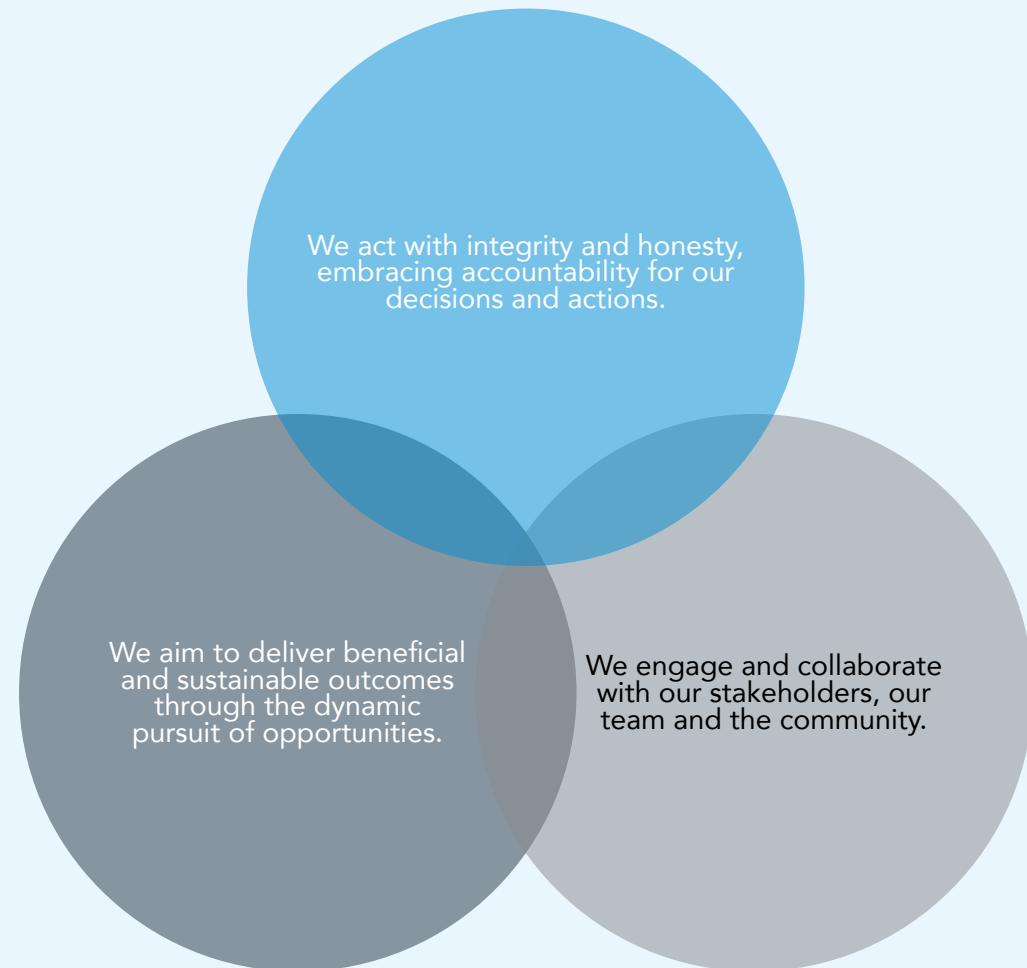 We act with integrity and honesty,
embracing accountability for our
decisions and actions.
We aim to deliver beneficial
and sustainable outcomes
through the dynamic
pursuit of opportunities.
We engage and collaborate
with our stakeholders, our
team and the community.